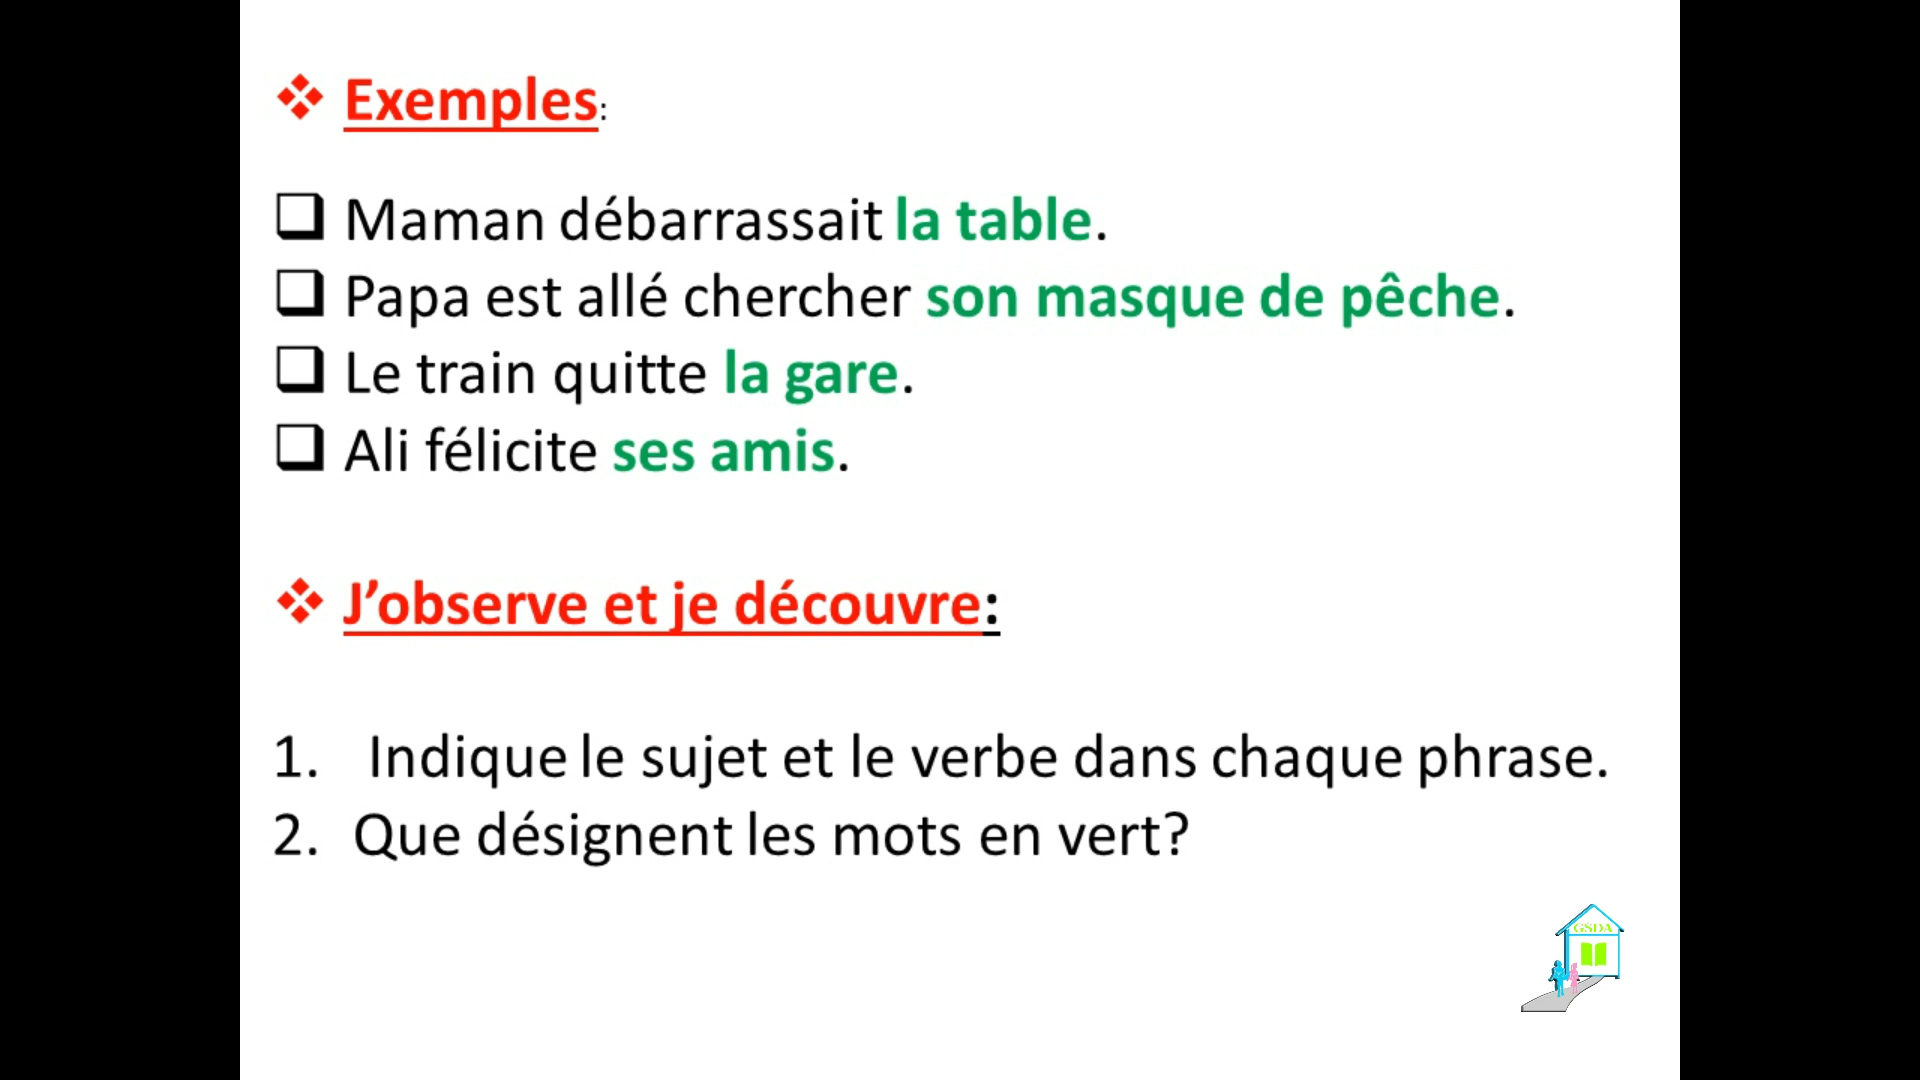 Exemples:
Maman débarrassait la table.
Papa est allé chercher son masque de pêche.
Le train quitte la gare.
Ali félicite ses amis.
J’observe et je découvre:
1. Indique le sujet et le verbe dans chaque phrase.
2. Que désignent les mots en vert?
GSDA